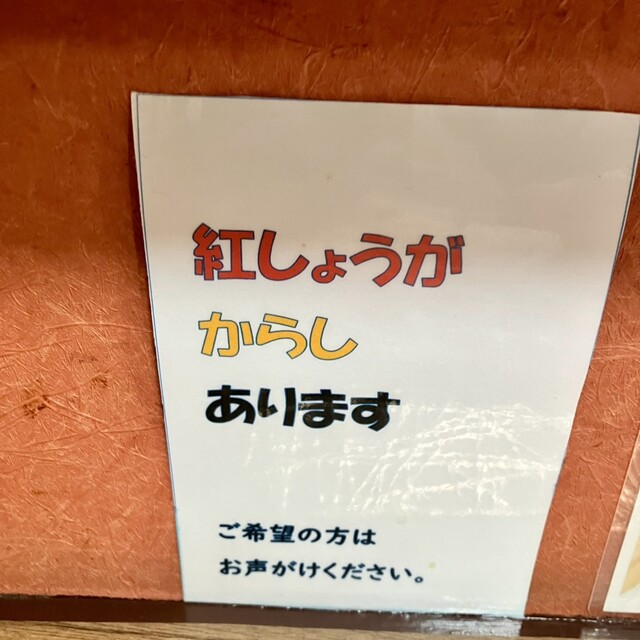 紅しょうが
からし
あります
ご希望の方は
お声がけください。